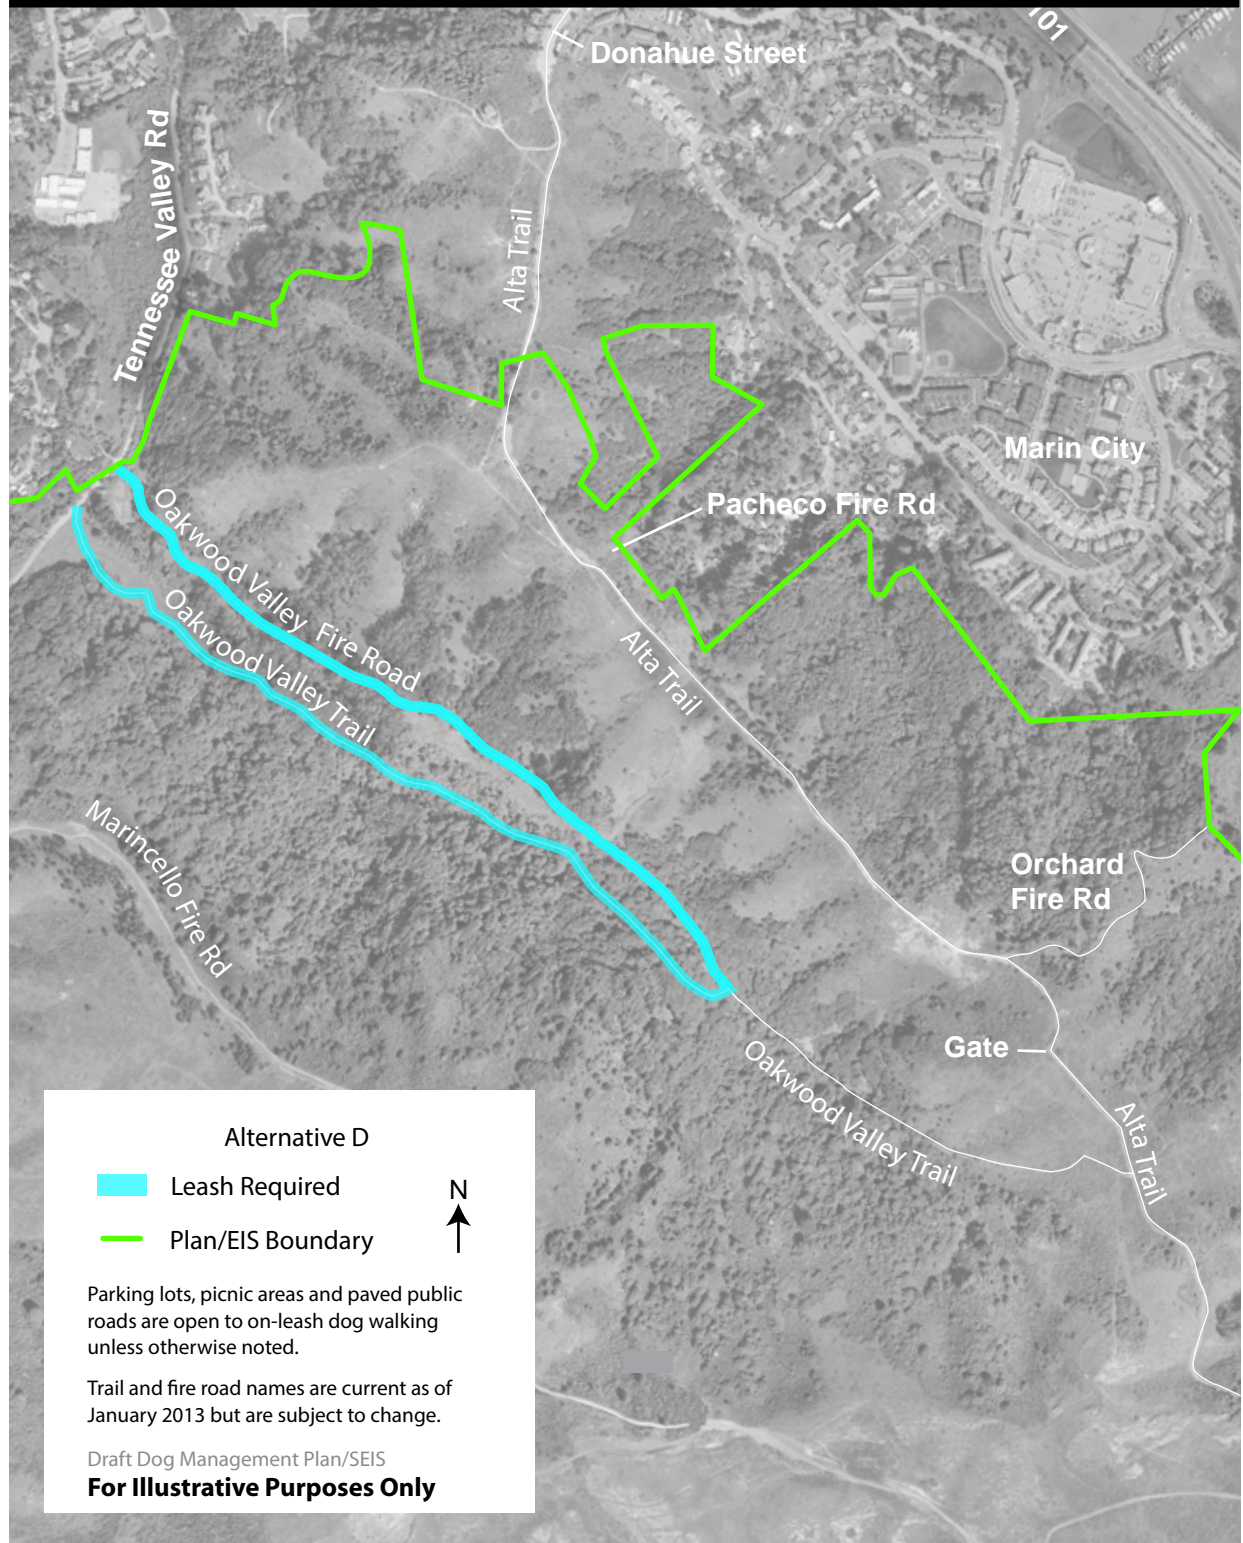 101
Donahue Street
Tennessee Valley Rd
Alta Trail
Marin City
Pacheco Fire Rd
Oakwood Valley Fire Road
Oakwood Valley Trail
Alta Trail
Marincello Fire Rd
Orchard
Fire Rd
Gate
Oakwood Valley Trail
Alta Trail
Alternative D
Leash Required
N
Plan/EIS Boundary
Parking lots, picnic areas and paved public
roads are open to on-leash dog walking
unless otherwise noted.
Trail and fire road names are current as of
January 2013 but are subject to change.
Draft Dog Management Plan/SEIS
For Illustrative Purposes Only